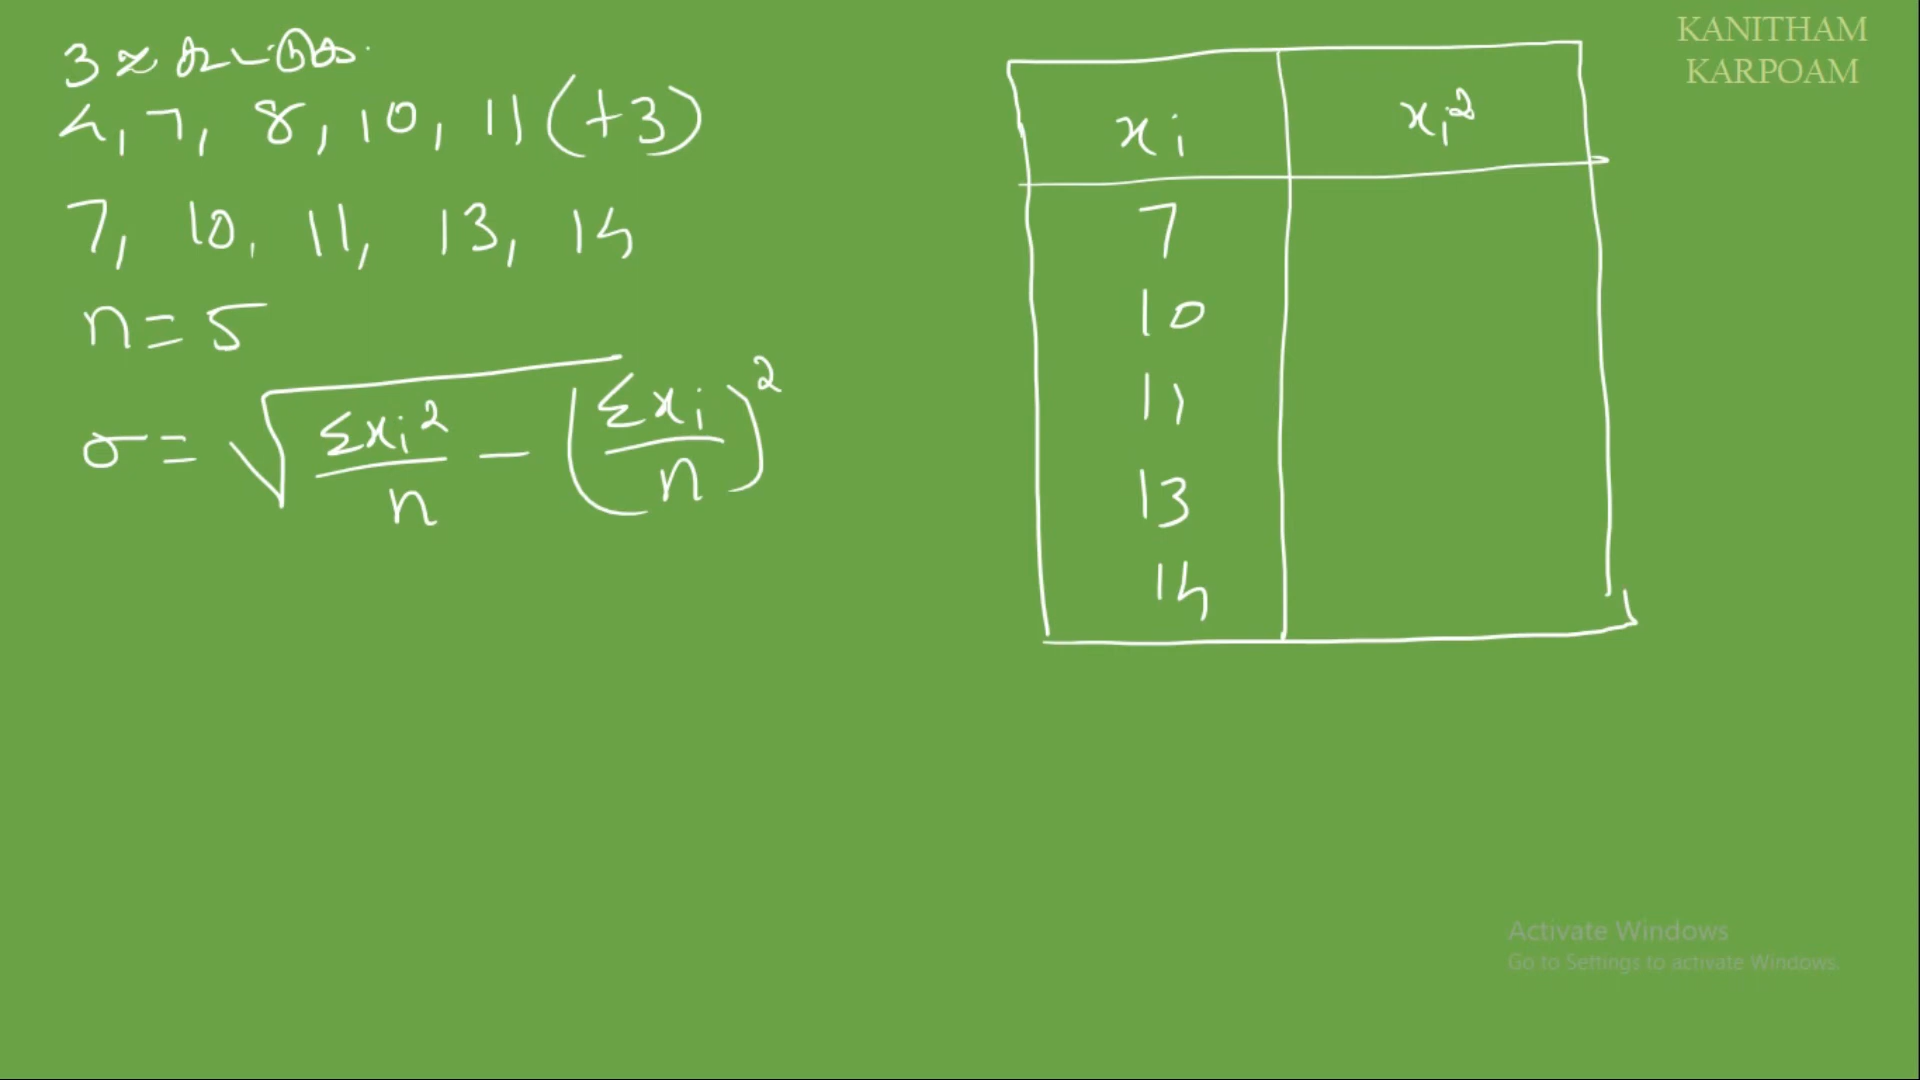 3 ஐ கூட்ட
4, 7, 8, 10, 11 (+3)
7, 10, 11, 13, 14
n = 5
σ = √ Σxi² / n - (Σxi / n)²
xi xi²
7
10
11
13
14
KANITHAM
KARPOAM
Activate Windows
Go to Settings to activate Windows.